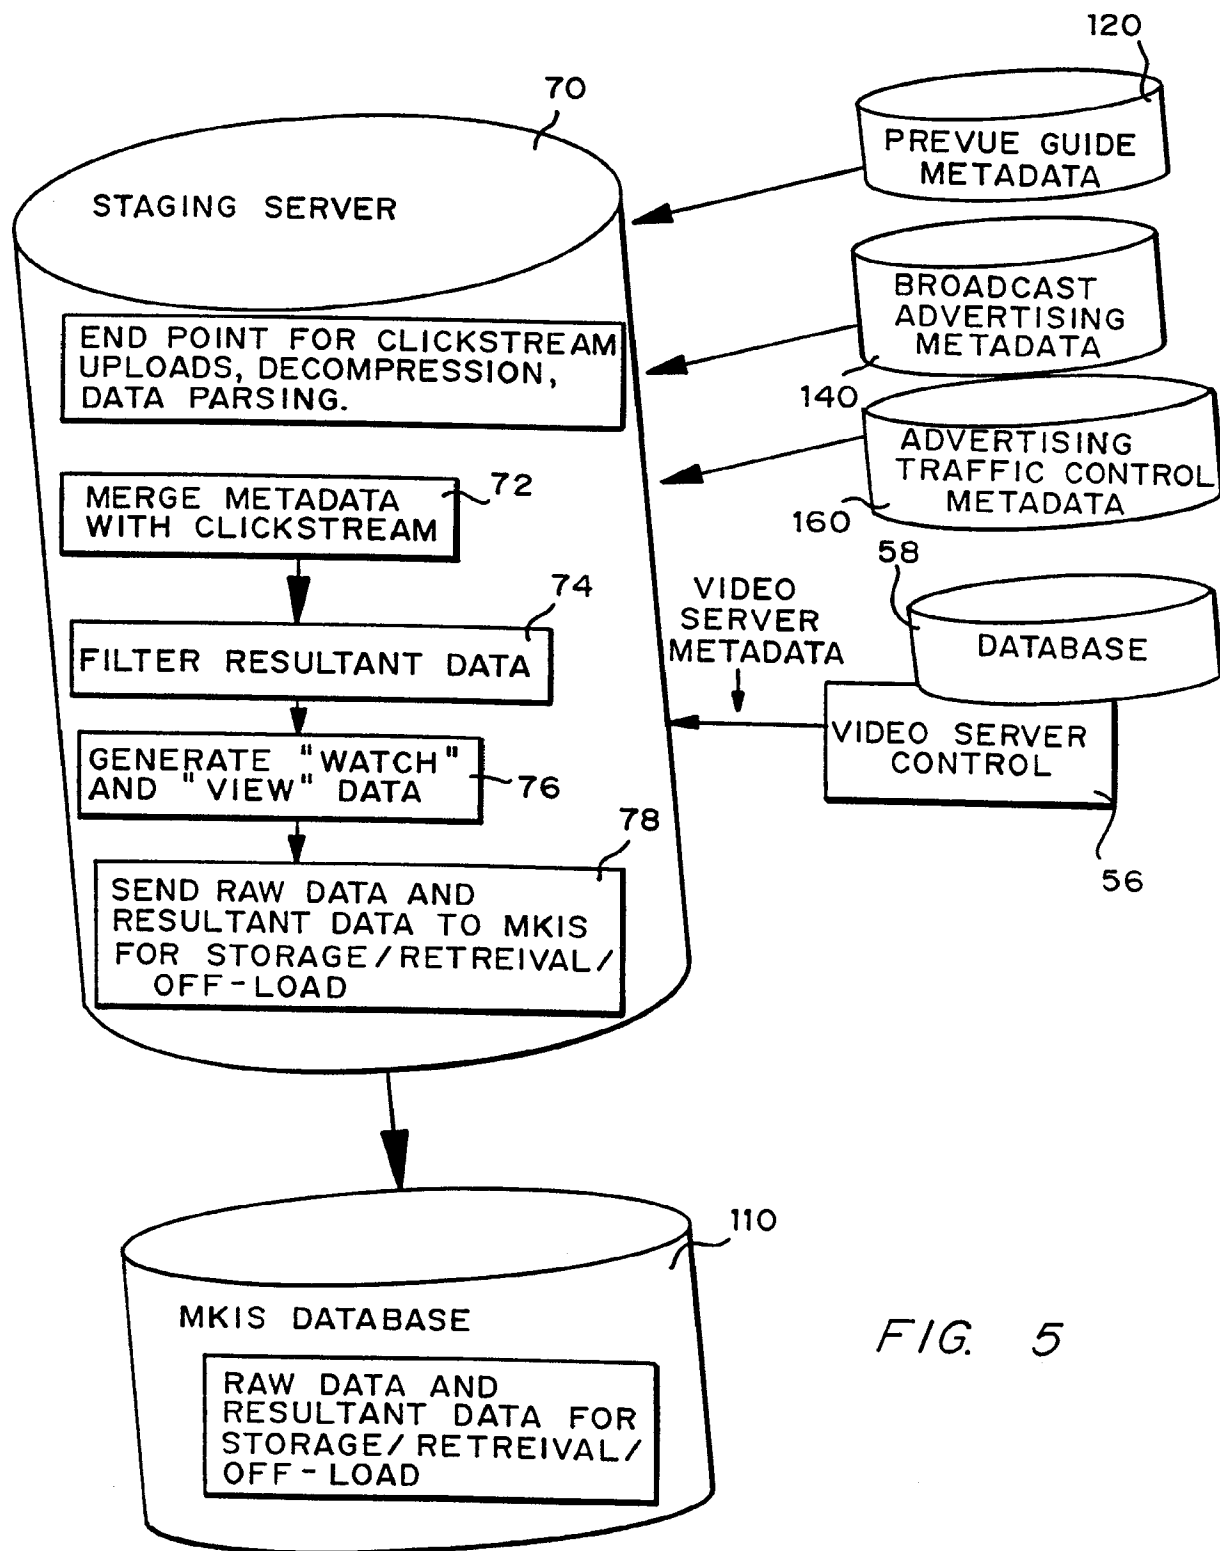 120
70
PREVUE GUIDE
METADATA
STAGING SERVER
BROADCAST
ADVERTISING
METADATA
140
END POINT FOR CLICKSTREAM
UPLOADS, DECOMPRESSION,
DATA PARSING.
ADVERTISING
TRAFFIC CONTROL
METADATA
160
72
MERGE METADATA
WITH CLICKSTREAM
58
DATABASE
74
FILTER RESULTANT DATA
VIDEO
SERVER
METADATA
VIDEO SERVER
CONTROL
56
GENERATE "WATCH"
AND "VIEW" DATA
76
78
SEND RAW DATA AND
RESULTANT DATA TO MKIS
FOR STORAGE/RETREIVAL/
OFF-LOAD
110
MKIS DATABASE
RAW DATA AND
RESULTANT DATA FOR
STORAGE/RETREIVAL/
OFF-LOAD
FIG. 5